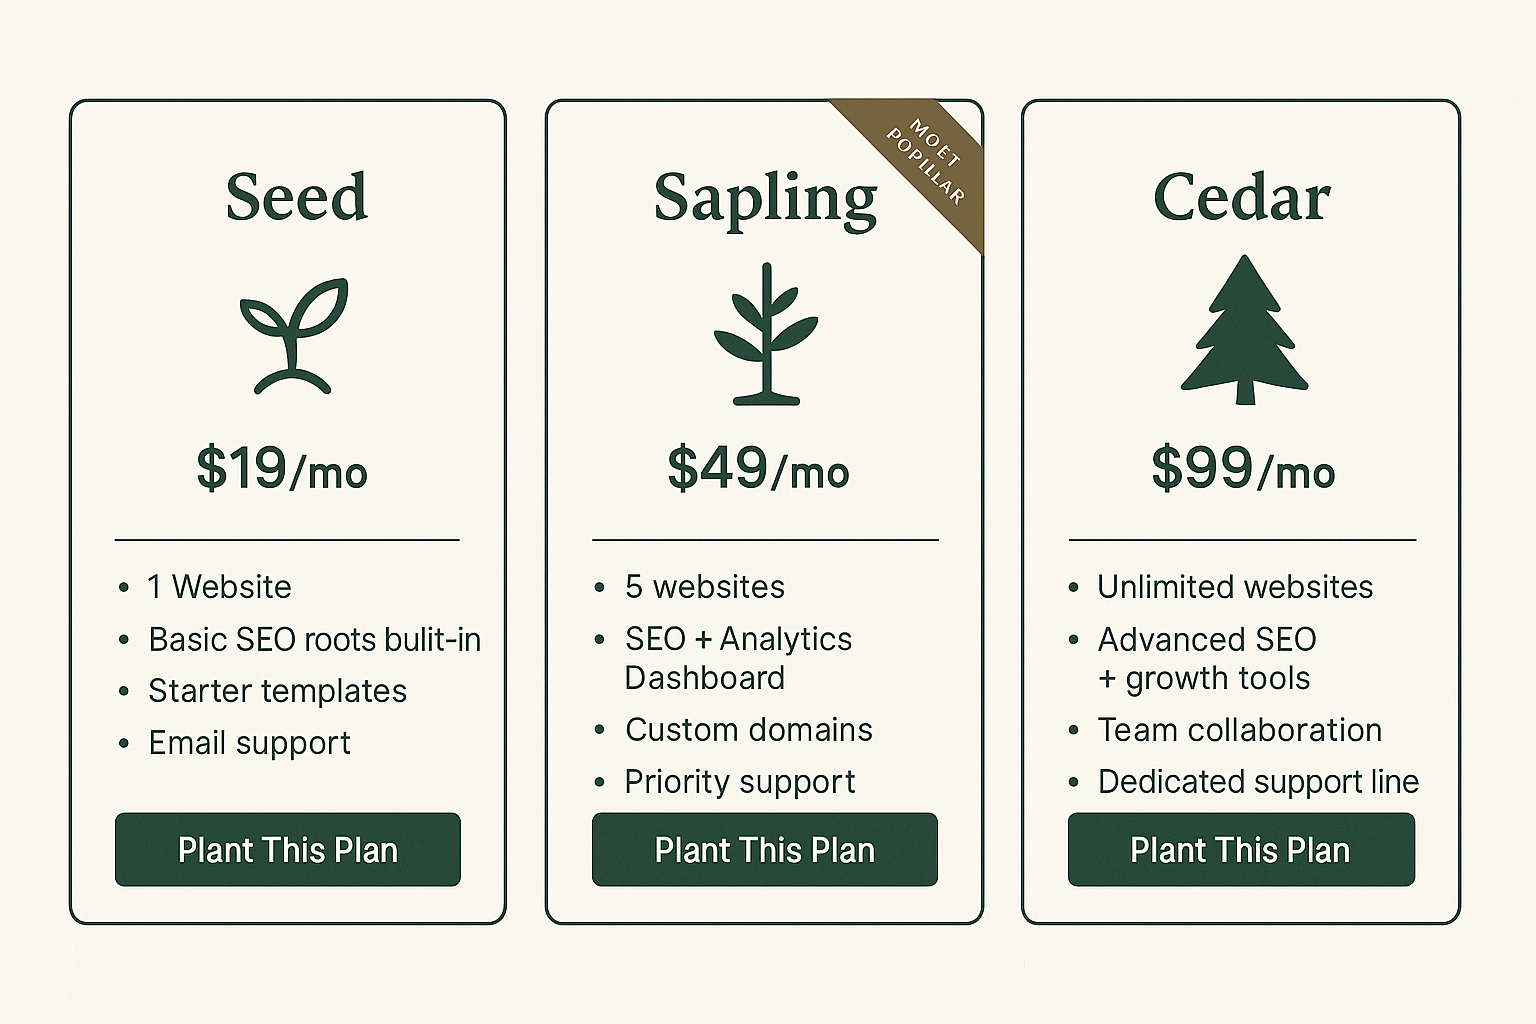 Seed
$19/mo
• 1 Website
• Basic SEO roots bulit-in
• Starter templates
• Email support
Plant This Plan
MOET
POPILLAR
Sapling
$49/mo
• 5 websites
• SEO + Analytics
Dashboard
• Custom domains
• Priority support
Plant This Plan
Cedar
$99/mo
• Unlimited websites
• Advanced SEO
+ growth tools
• Team collaboration
• Dedicated support line
Plant This Plan